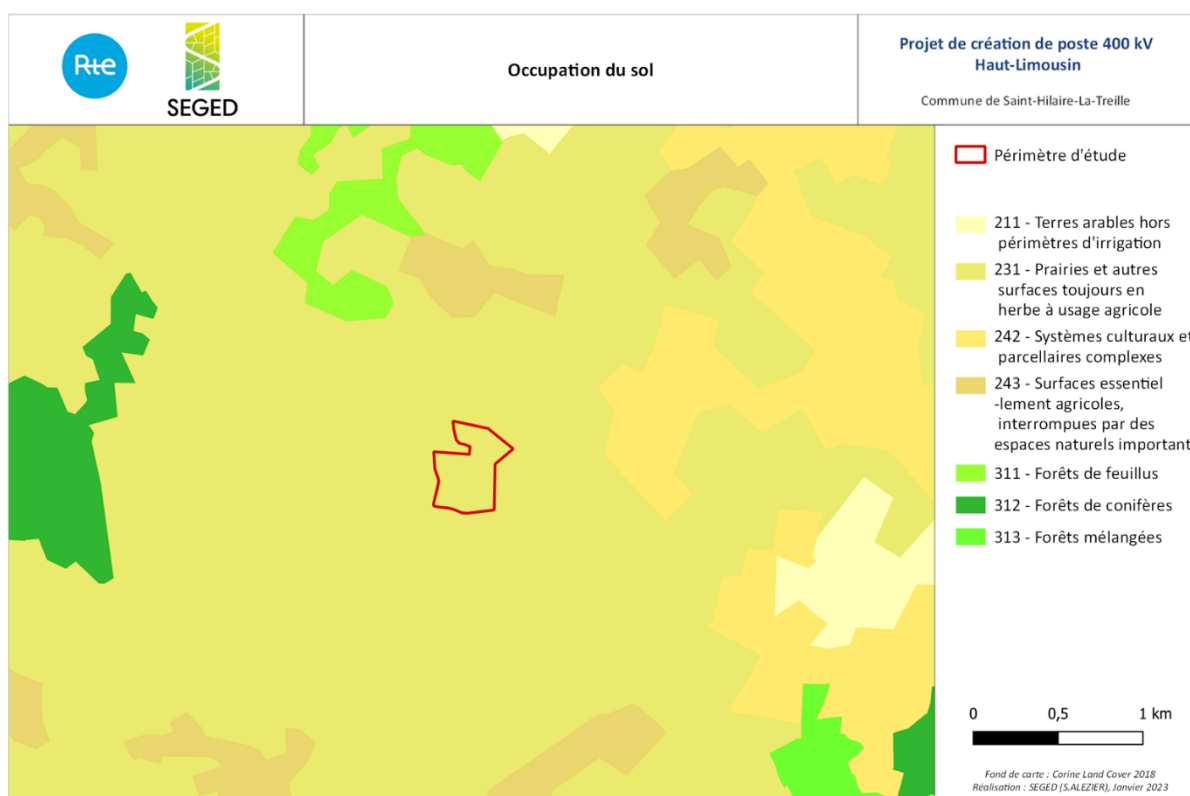 Rte
SEGED
Occupation du sol
Projet de création de poste 400 kV
Haut-Limousin
Commune de Saint-Hilaire-La-Treille
Périmètre d'étude
211 - Terres arables hors
périmètres d'irrigation
231 - Prairies et autres
surfaces toujours en
herbe à usage agricole
242 - Systèmes culturaux et
parcellaires complexes
243 - Surfaces essentiel
-lement agricoles,
interrompues par des
espaces naturels important
311 - Forêts de feuillus
312 - Forêts de conifères
313 - Forêts mélangées
0 0,5 1 km
Fond de carte : Corine Land Cover 2018
Réalisation : SEGED (S.ALEZIER), Janvier 2023